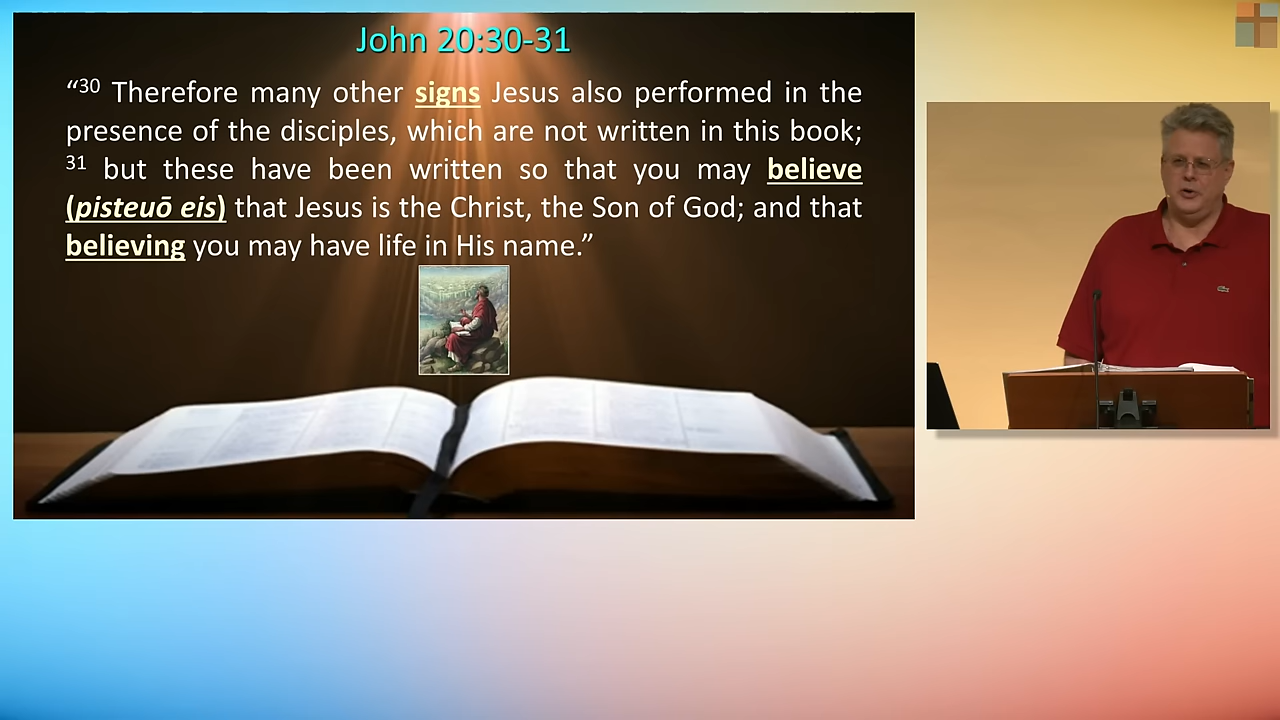 John 20:30-31
“30 Therefore many other signs Jesus also performed in the
presence of the disciples, which are not written in this book;
31 but these have been written so that you may believe
(pisteuō eis) that Jesus is the Christ, the Son of God; and that
believing you may have life in His name.”